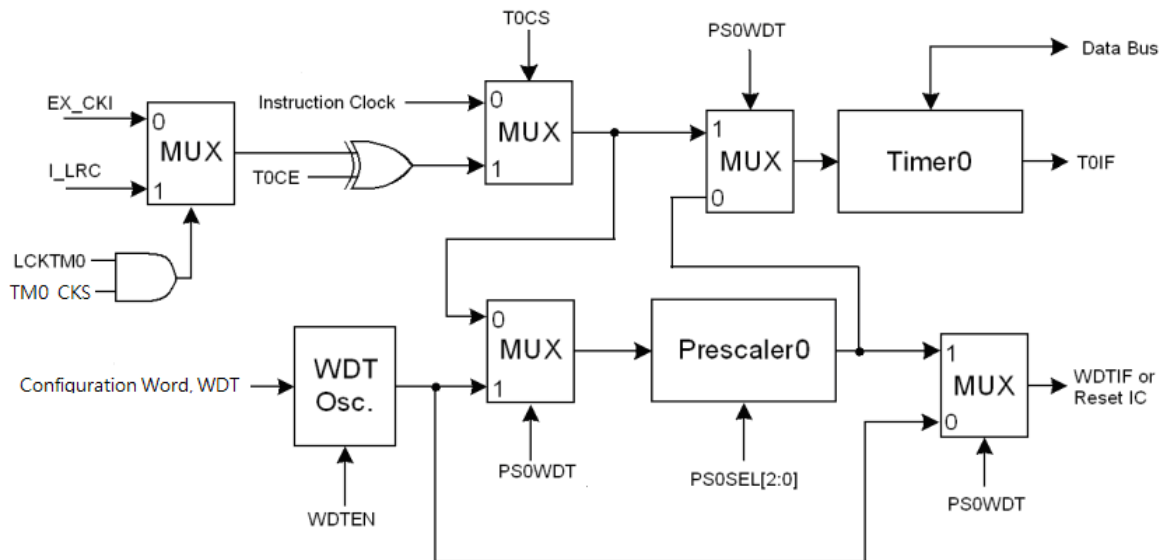 T0CS
PS0WDT
Data Bus
EX_CKI
0
MUX
I_LRC
1
Instruction Clock
0
MUX
1
T0CE
1
MUX
0
Timer0
T0IF
LCKTM0
TM0 CKS
0
MUX
1
Prescaler0
1
MUX
0
WDTIF or
Reset IC
Configuration Word, WDT
WDT
Osc.
PS0WDT
PS0SEL[2:0]
PS0WDT
WDTEN